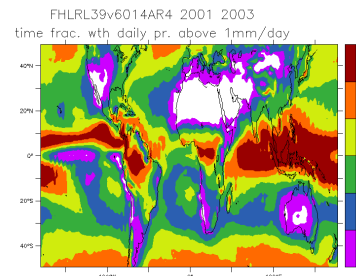 FHLRL39v6014AR4 2001 2003
time frac. wth daily pr. above 1mm/day
40°N
20°N
0°
20°S
40°S